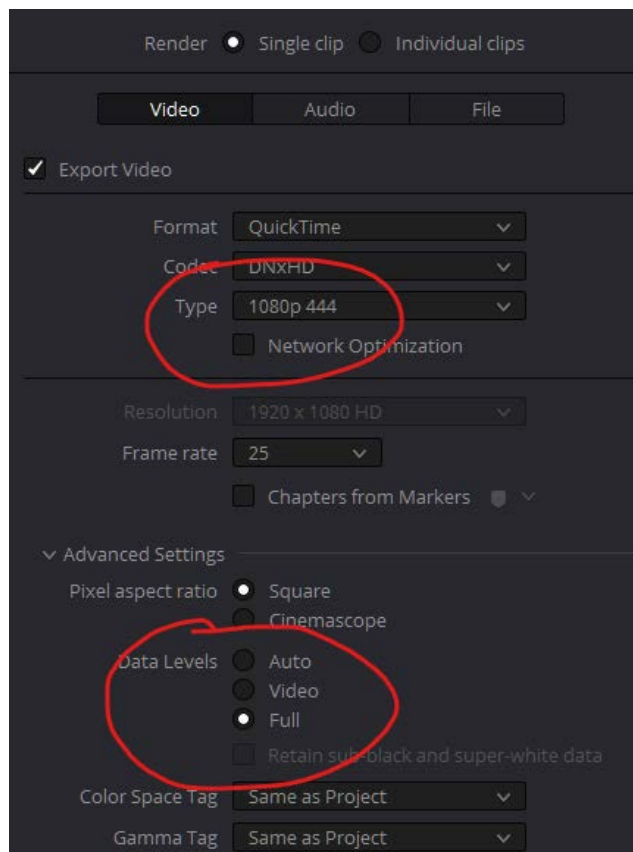 Render Single clip Individual clips
Video Audio File
Export Video
Format QuickTime
Codec DNxHD
Type 1080p 444
Network Optimization
Resolution 1920 x 1080 HD
Frame rate 25
Chapters from Markers
Advanced Settings
Pixel aspect ratio Square
Cinemascope
Data Levels Auto
Video
Full
Retain sub-black and super-white data
Color Space Tag Same as Project
Gamma Tag Same as Project